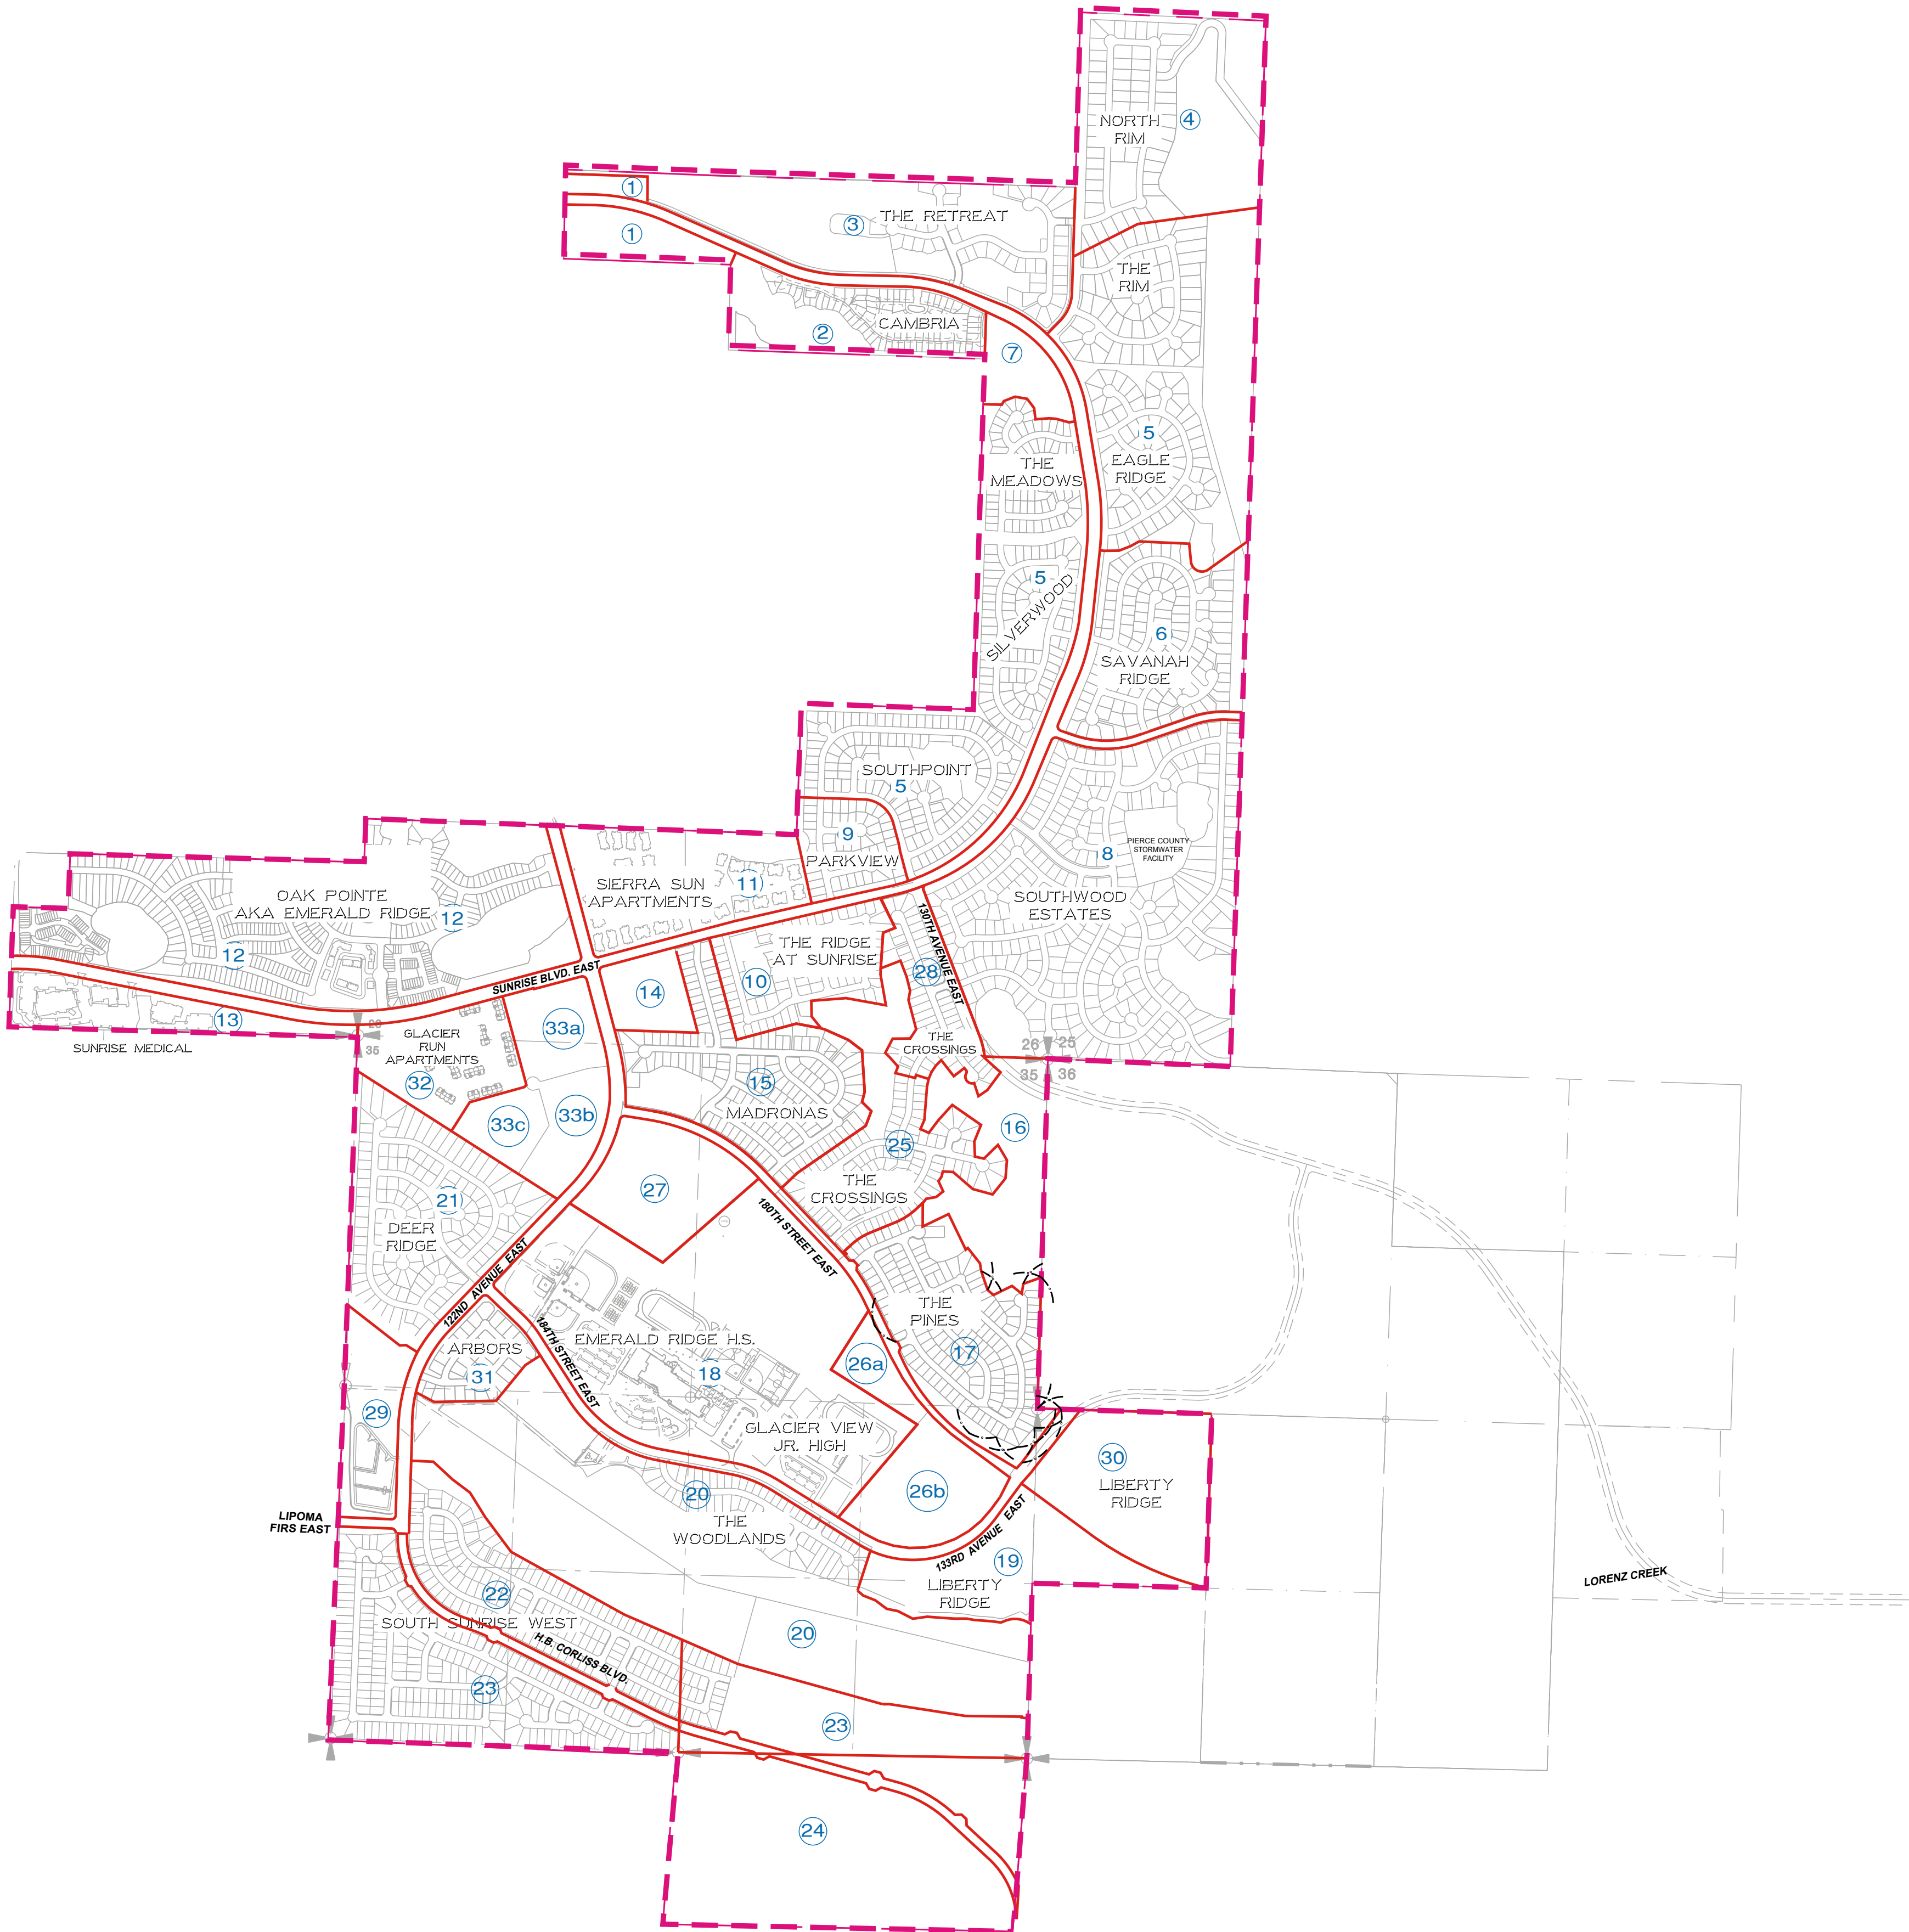 NORTH
RIM
4
1
THE RETREAT
3
1
THE
RIM
CAMBRIA
2
7
5
THE
MEADOWS
EAGLE
RIDGE
5
SILVERWOOD
6
SAVANAH
RIDGE
SOUTHPOINT
5
9
PARKVIEW
8
PIERCE COUNTY
STORMWATER
FACILITY
SIERRA SUN
APARTMENTS
11
OAK POINTE
AKA EMERALD RIDGE
12
12
SOUTHWOOD
ESTATES
130TH AVENUE EAST
THE RIDGE
AT SUNRISE
28
10
14
SUNRISE BLVD. EAST
13
SUNRISE MEDICAL
26
35
GLACIER
RUN
APARTMENTS
32
33a
33b
33c
THE
CROSSINGS
26
25
35
36
15
MADRONAS
16
25
THE
CROSSINGS
27
21
DEER
RIDGE
180TH STREET EAST
122ND AVENUE EAST
THE
PINES
17
ARBORS
31
184TH STREET EAST
EMERALD RIDGE H.S.
18
26a
29
GLACIER VIEW
JR. HIGH
30
LIBERTY
RIDGE
26b
20
THE
WOODLANDS
LIPOMA
FIRS EAST
133RD AVENUE EAST
19
LIBERTY
RIDGE
LORENZ CREEK
22
SOUTH SUNRISE WEST
20
H.B. CORLISS BLVD.
23
23
24